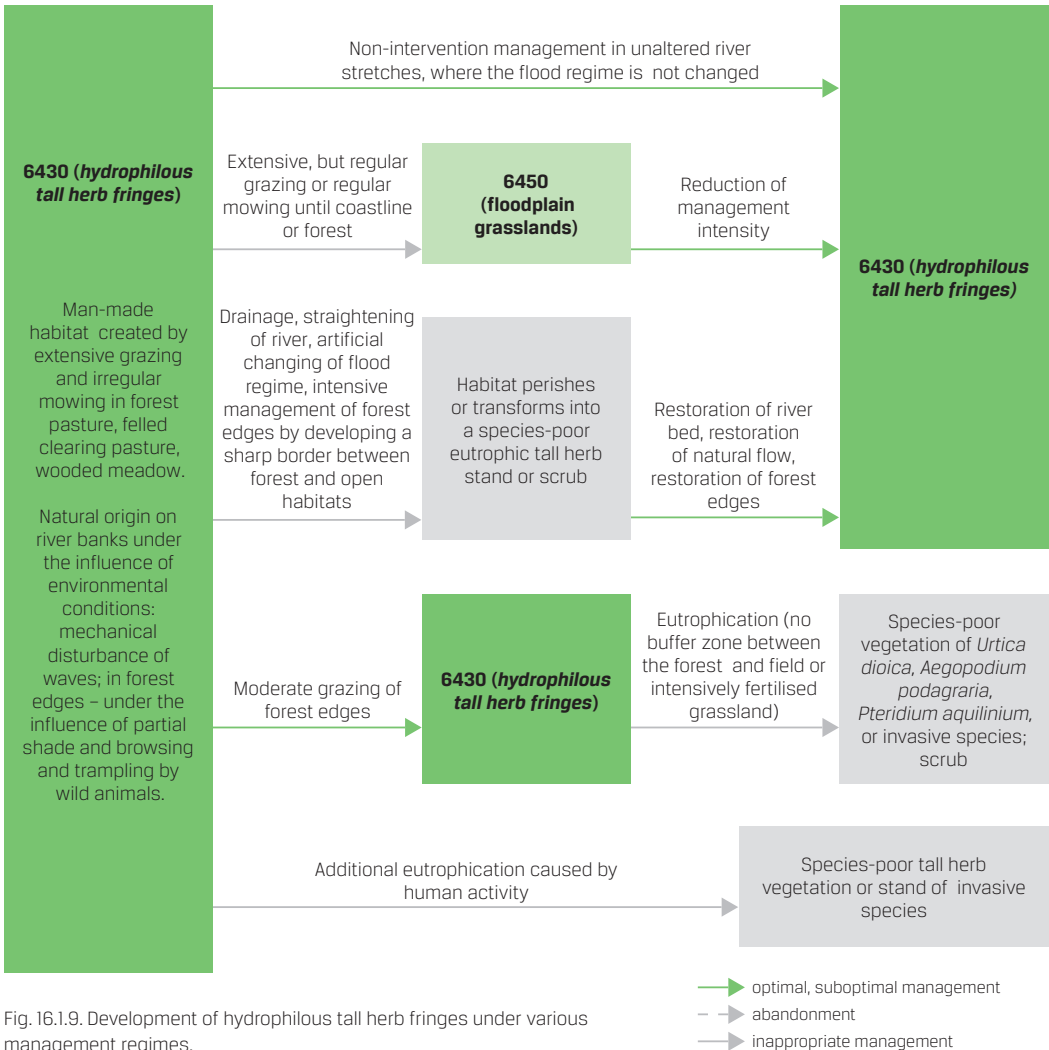 Non-intervention management in unaltered river
stretches, where the flood regime is  not changed
6430 (hydrophilous
tall herb fringes)
Man-made
habitat  created by
extensive grazing
and irregular
mowing in forest
pasture, felled
clearing pasture,
wooded meadow.
Natural origin on
river banks under
the influence of
environmental
conditions:
mechanical
disturbance of
waves; in forest
edges – under the
influence of partial
shade and browsing
and trampling by
wild animals.
Extensive, but regular
grazing or regular
mowing until coastline
or forest
6450
(floodplain
grasslands)
Reduction of
management
intensity
6430 (hydrophilous
tall herb fringes)
Drainage, straightening
of river, artificial
changing of flood
regime, intensive
management of forest
edges by developing a
sharp border between
forest and open
habitats
Habitat perishes
or transforms into
a species-poor
eutrophic tall herb
stand or scrub
Restoration of river
bed, restoration
of natural flow,
restoration of forest
edges
Moderate grazing of
forest edges
6430 (hydrophilous
tall herb fringes)
Eutrophication (no
buffer zone between
the forest  and field or
intensively fertilised
grassland)
Species-poor
vegetation of Urtica
dioica, Aegopodium
podagraria,
Pteridium aquilinium,
or invasive species;
scrub
Additional eutrophication caused by
human activity
Species-poor tall herb
vegetation or stand of  invasive
species
optimal, suboptimal management
abandonment
inappropriate management
Fig. 16.1.9. Development of hydrophilous tall herb fringes under various
management regimes.